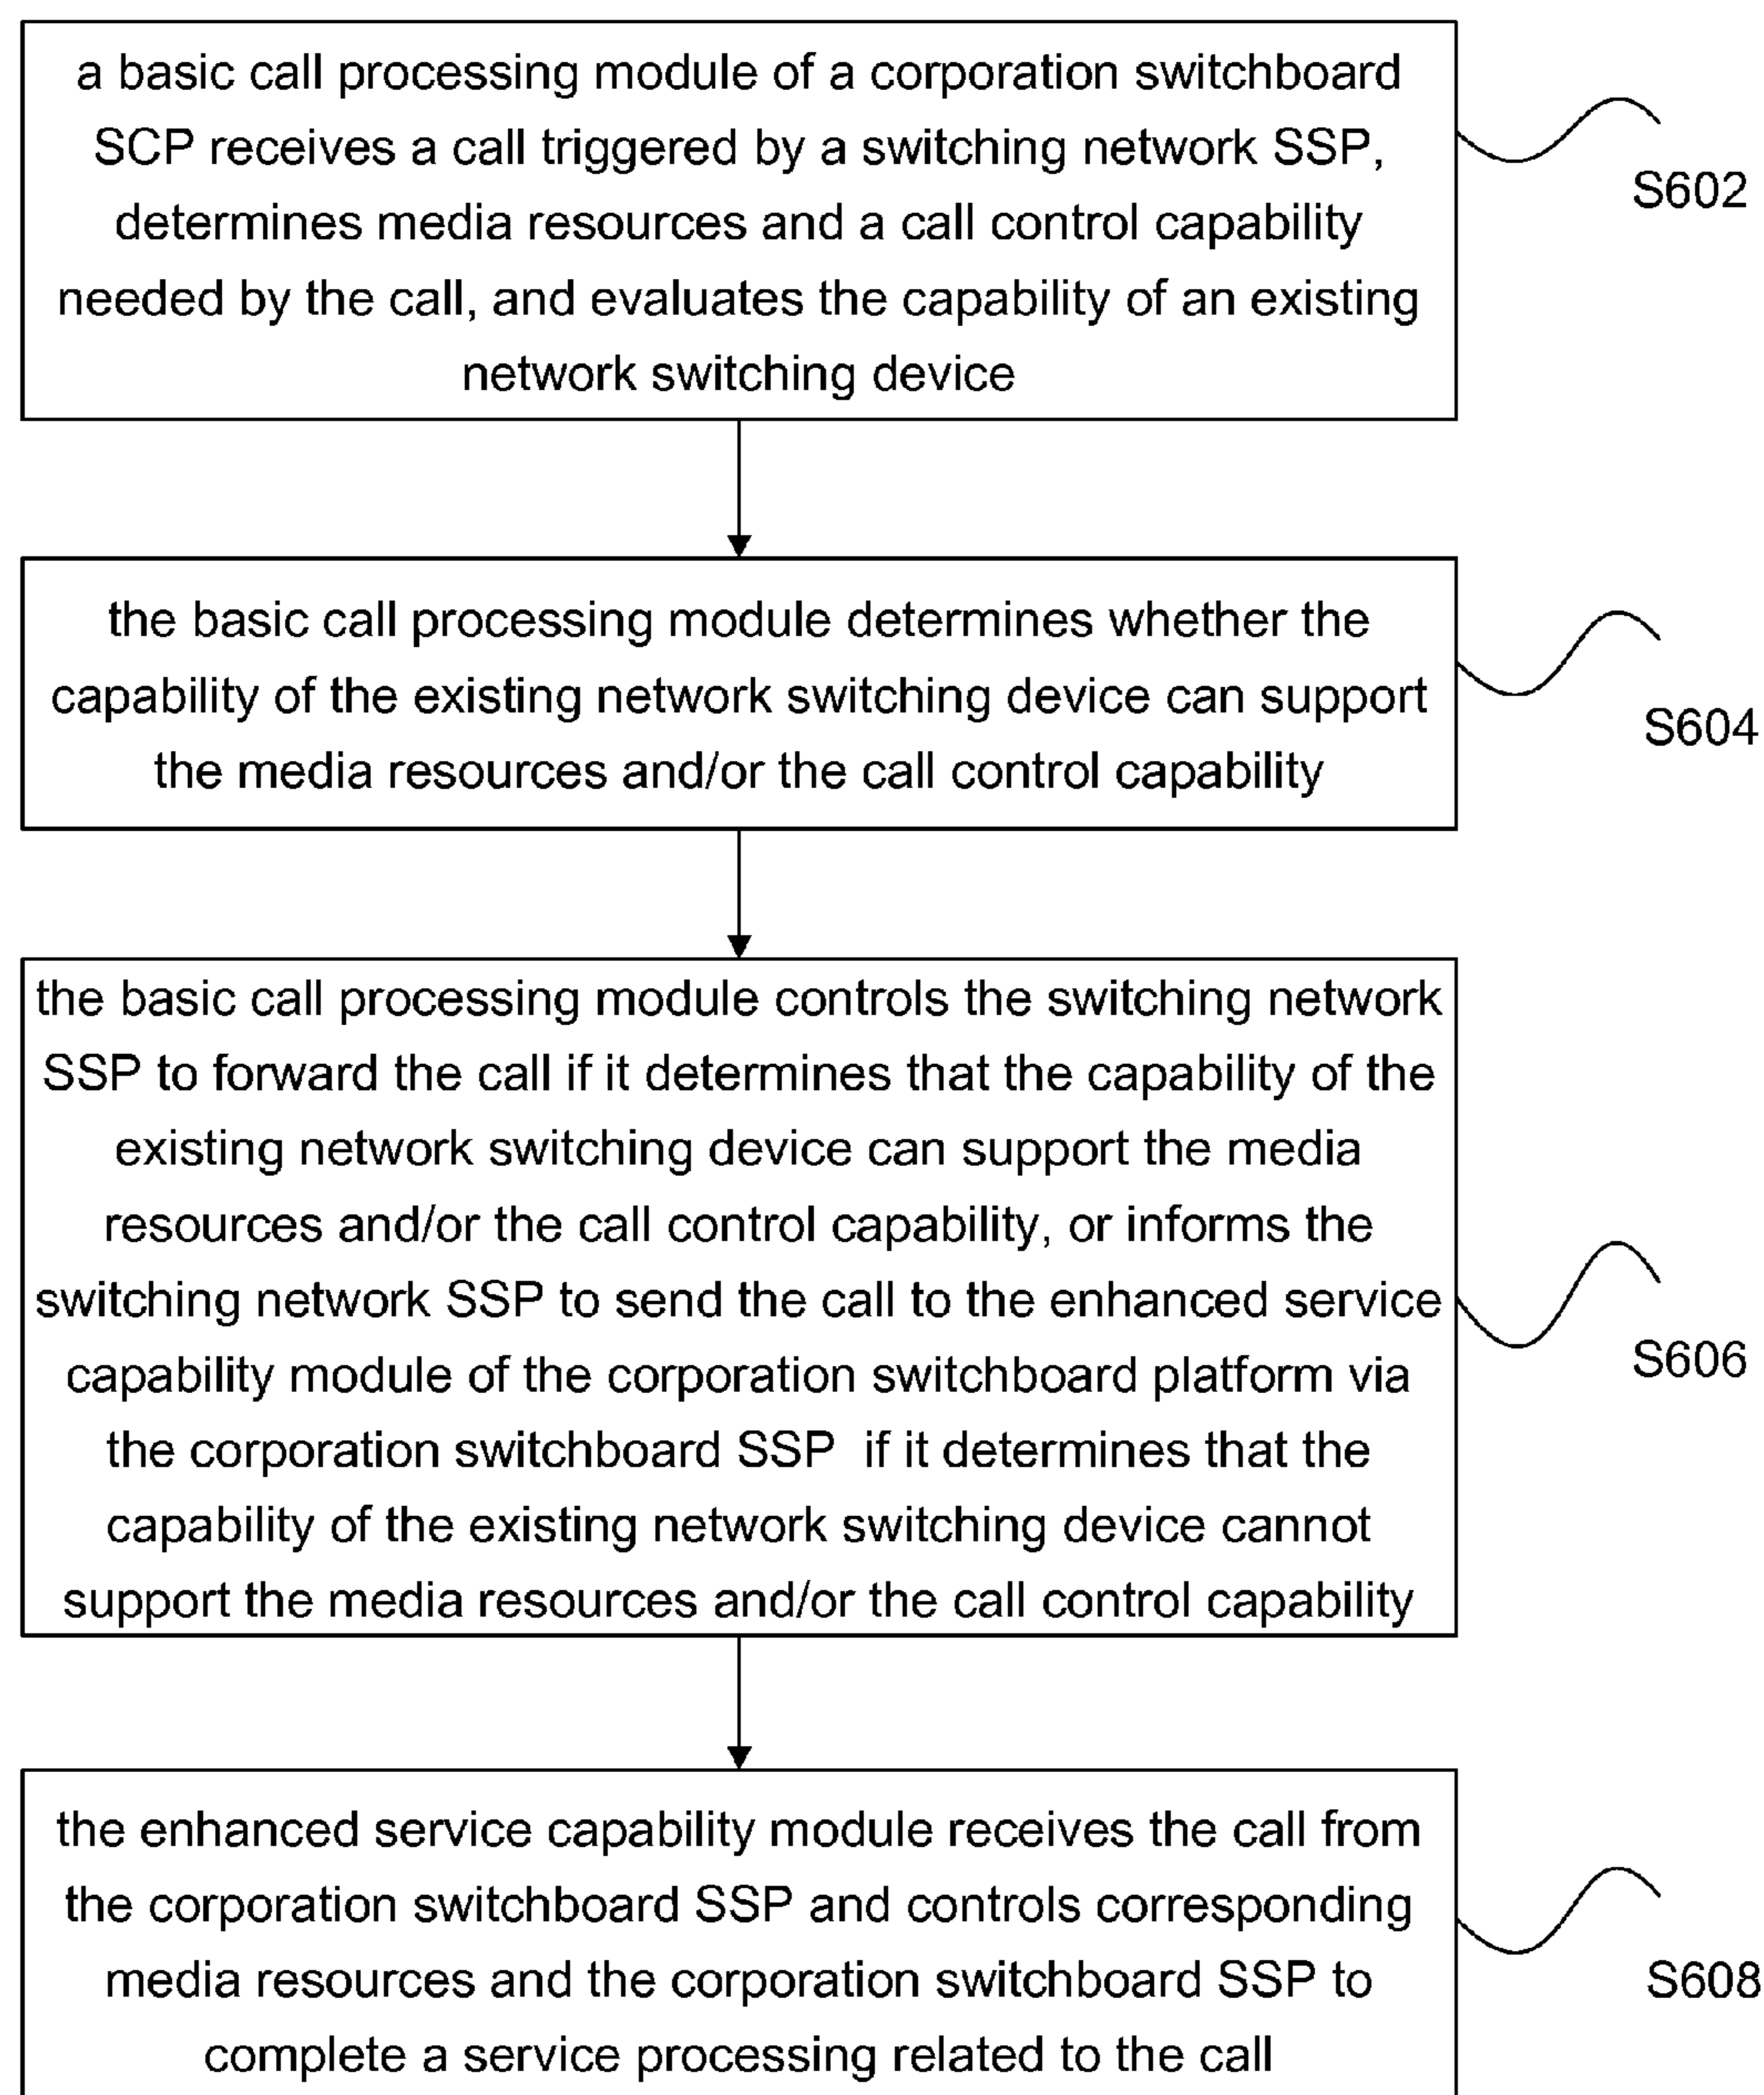 a basic call processing module of a corporation switchboard
SCP receives a call triggered by a switching network SSP,
determines media resources and a call control capability
needed by the call, and evaluates the capability of an existing
network switching device
S602
the basic call processing module determines whether the
capability of the existing network switching device can support
the media resources and/or the call control capability
S604
the basic call processing module controls the switching network
SSP to forward the call if it determines that the capability of the
existing network switching device can support the media
resources and/or the call control capability, or informs the
switching network SSP to send the call to the enhanced service
capability module of the corporation switchboard platform via
the corporation switchboard SSP if it determines that the
capability of the existing network switching device cannot
support the media resources and/or the call control capability
S606
the enhanced service capability module receives the call from
the corporation switchboard SSP and controls corresponding
media resources and the corporation switchboard SSP to
complete a service processing related to the call
S608